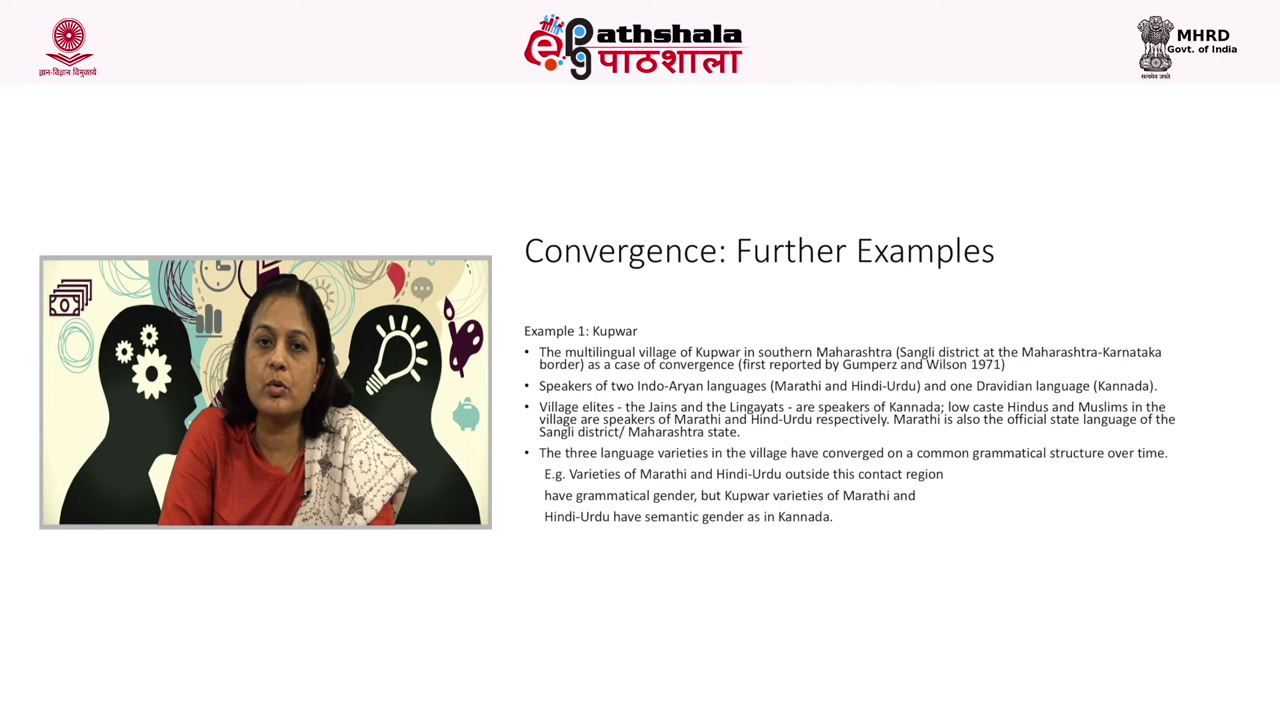 ज्ञान-विज्ञान विमुक्तये
e Pathshala
pg पाठशाला
MHRD
Govt. of India
सत्यमेव जयते
Convergence: Further Examples
Example 1: Kupwar
• The multilingual village of Kupwar in southern Maharashtra (Sangli district at the Maharashtra-Karnataka
border) as a case of convergence (first reported by Gumperz and Wilson 1971)
• Speakers of two Indo-Aryan languages (Marathi and Hindi-Urdu) and one Dravidian language (Kannada).
• Village elites - the Jains and the Lingayats - are speakers of Kannada; low caste Hindus and Muslims in the
village are speakers of Marathi and Hind-Urdu respectively. Marathi is also the official state language of the
Sangli district/ Maharashtra state.
• The three language varieties in the village have converged on a common grammatical structure over time.
E.g. Varieties of Marathi and Hindi-Urdu outside this contact region
have grammatical gender, but Kupwar varieties of Marathi and
Hindi-Urdu have semantic gender as in Kannada.